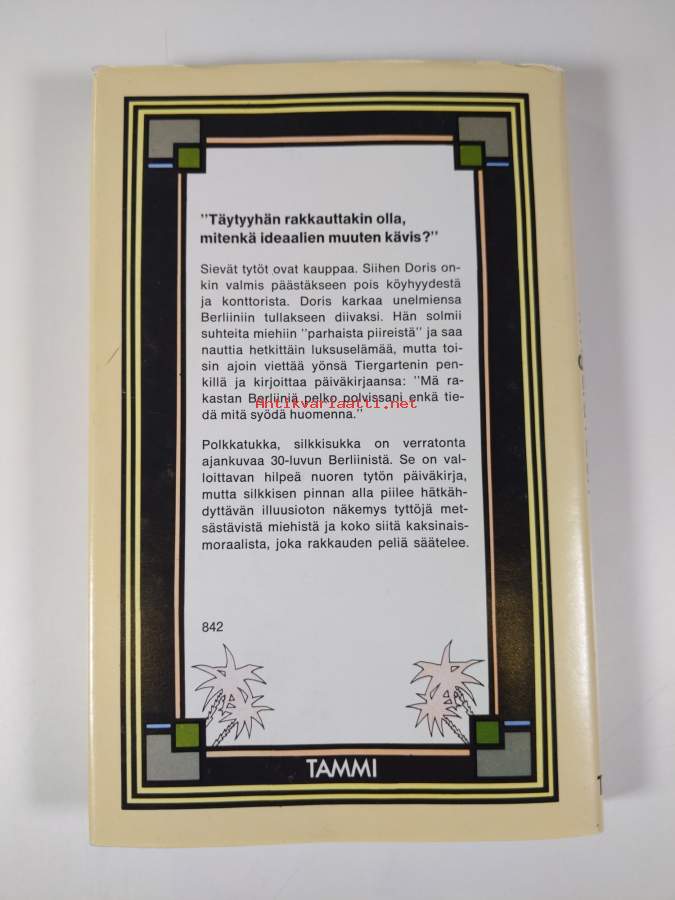 "Täytyyhän rakkauttakin olla,
mitenkä ideaalien muuten kävis?"
Sievät tytöt ovat kauppaa. Siihen Doris on-
kin valmis päästäkseen pois köyhyydestä
ja konttorista. Doris karkaa unelmiensa
Berliiniin tullakseen diivaksi. Hän solmii
suhteita miehiin "parhaista piireistä" ja saa
nauttia hetkittäin luksuselämää, mutta toi-
sin ajoin viettää yönsä Tiergartenin pen-
killä ja kirjoittaa päiväkirjaansa: "Mä ra-
kastan Berliiniä pelko polvissani enkä tie-
Antikvariaatti.net
dä mitä syödä huomenna."
Polkkatukka, silkkisukka on verratonta
ajankuvaa 30-luvun Berliinistä. Se on val-
loittavan hilpeä nuoren tytön päiväkirja,
mutta silkkisen pinnan alla piilee hätkäh-
dyttävän illuusioton näkemys tyttöjä met-
sästävistä miehistä ja koko siitä kaksinais-
moraalista, joka rakkauden peliä säätelee.
842
TAMMI